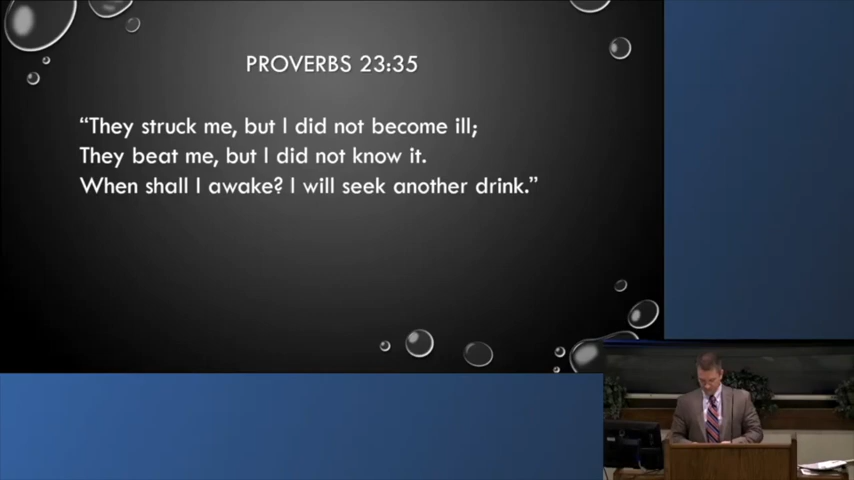 PROVERBS 23:35
“They struck me, but I did not become ill;
They beat me, but I did not know it.
When shall I awake? I will seek another drink.”